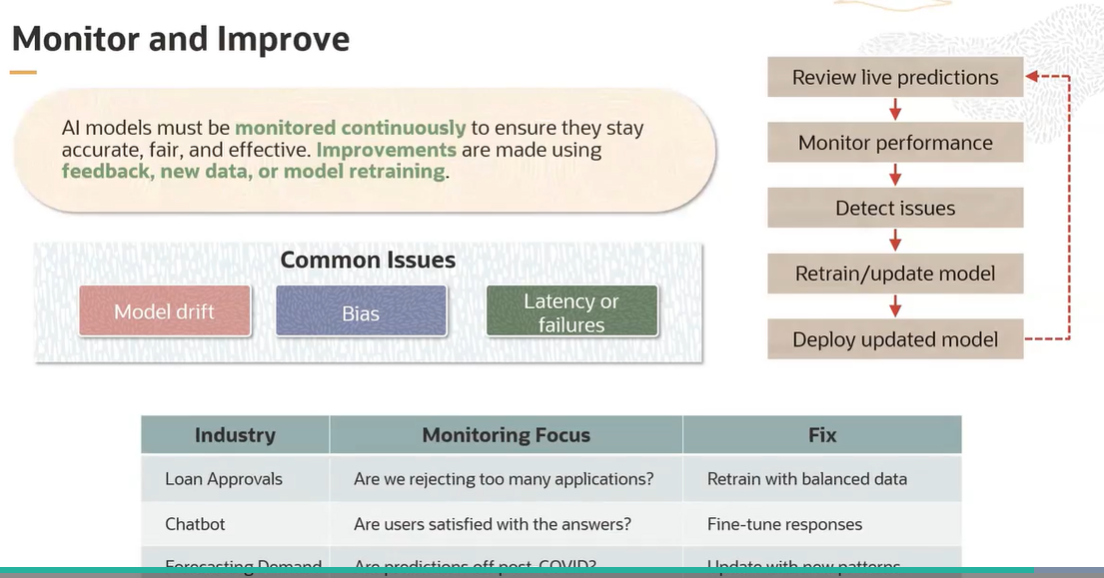 Monitor and Improve
AI models must be monitored continuously to ensure they stay
accurate, fair, and effective. Improvements are made using
feedback, new data, or model retraining.
Common Issues
Model drift
Bias
Latency or
failures
Review live predictions
Monitor performance
Detect issues
Retrain/update model
Deploy updated model
Industry Monitoring Focus Fix
Loan Approvals Are we rejecting too many applications? Retrain with balanced data
Chatbot Are users satisfied with the answers? Fine-tune responses
Forecasting Demand Are predictions off post-COVID? Update with new patterns